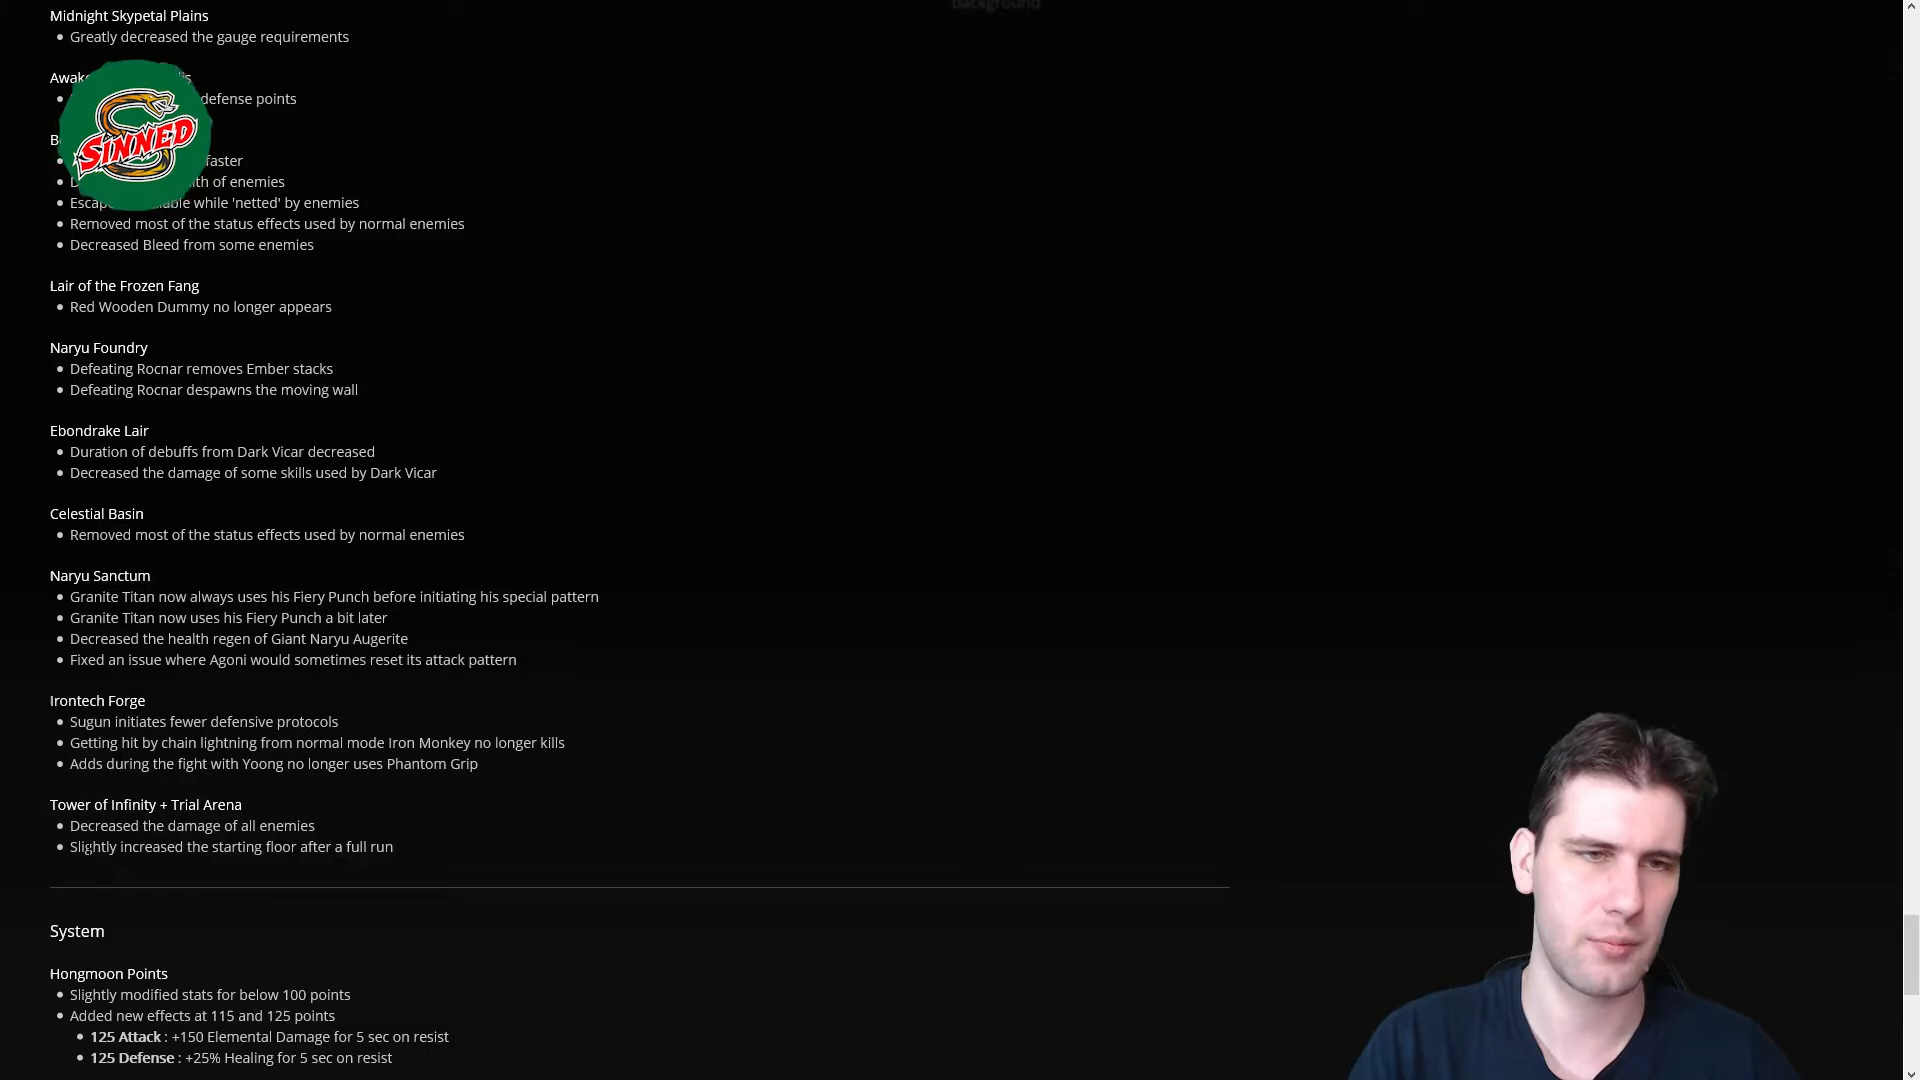 background
Midnight Skypetal Plains
Greatly decreased the gauge requirements
defense points
SINNED
faster
of enemies
while 'netted' by enemies
Removed most of the status effects used by normal enemies
Decreased Bleed from some enemies
Lair of the Frozen Fang
Red Wooden Dummy no longer appears
Naryu Foundry
Defeating Rocnar removes Ember stacks
Defeating Rocnar despawns the moving wall
Ebondrake Lair
Duration of debuffs from Dark Vicar decreased
Decreased the damage of some skills used by Dark Vicar
Celestial Basin
Removed most of the status effects used by normal enemies
Naryu Sanctum
Granite Titan now always uses his Fiery Punch before initiating his special pattern
Granite Titan now uses his Fiery Punch a bit later
Decreased the health regen of Giant Naryu Augerite
Fixed an issue where Agoni would sometimes reset its attack pattern
Irontech Forge
Sugun initiates fewer defensive protocols
Getting hit by chain lightning from normal mode Iron Monkey no longer kills
Adds during the fight with Yoong no longer uses Phantom Grip
Tower of Infinity + Trial Arena
Decreased the damage of all enemies
Slightly increased the starting floor after a full run
System
Hongmoon Points
Slightly modified stats for below 100 points
Added new effects at 115 and 125 points
125 Attack : +150 Elemental Damage for 5 sec on resist
125 Defense : +25% Healing for 5 sec on resist